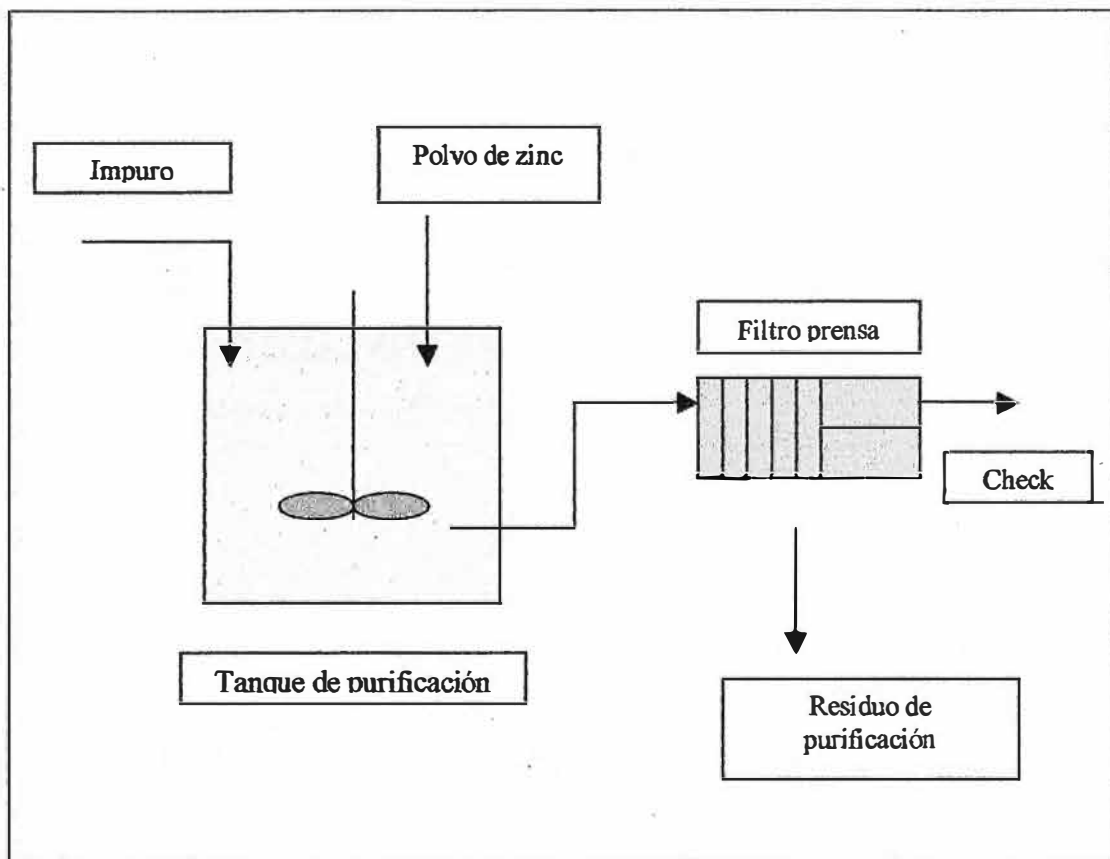 Impuro
Polvo de zinc
Filtro prensa
Check
Tanque de purificación
Residuo de
purificación